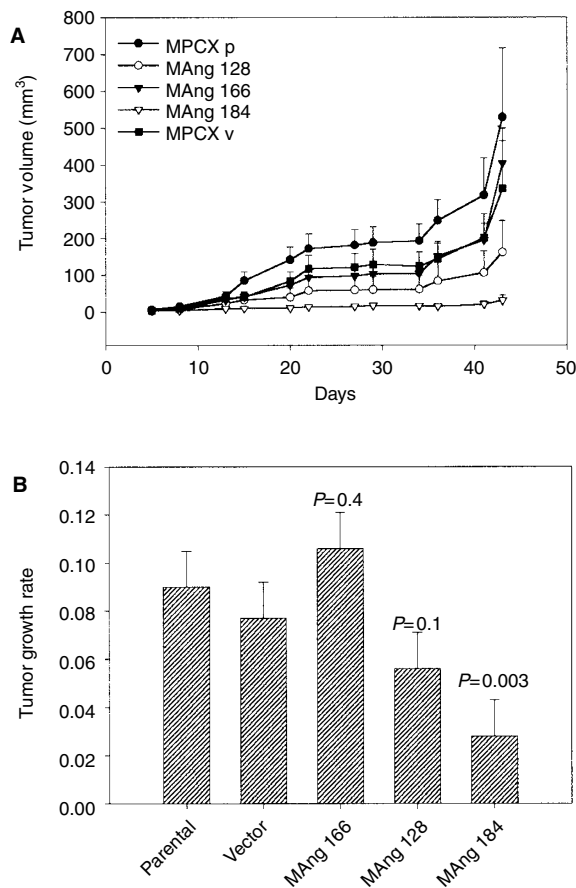 A
800
700
600
500
400
300
200
100
0
Tumor volume (mm³)
MPCX p
MAng 128
MAng 166
MAng 184
MPCX v
0 10 20 30 40 50
Days
B
0.14
0.12
0.10
0.08
0.06
0.04
0.02
0.00
Tumor growth rate
P=0.4
P=0.1
P=0.003
Parental
Vector
MAng 166
MAng 128
MAng 184